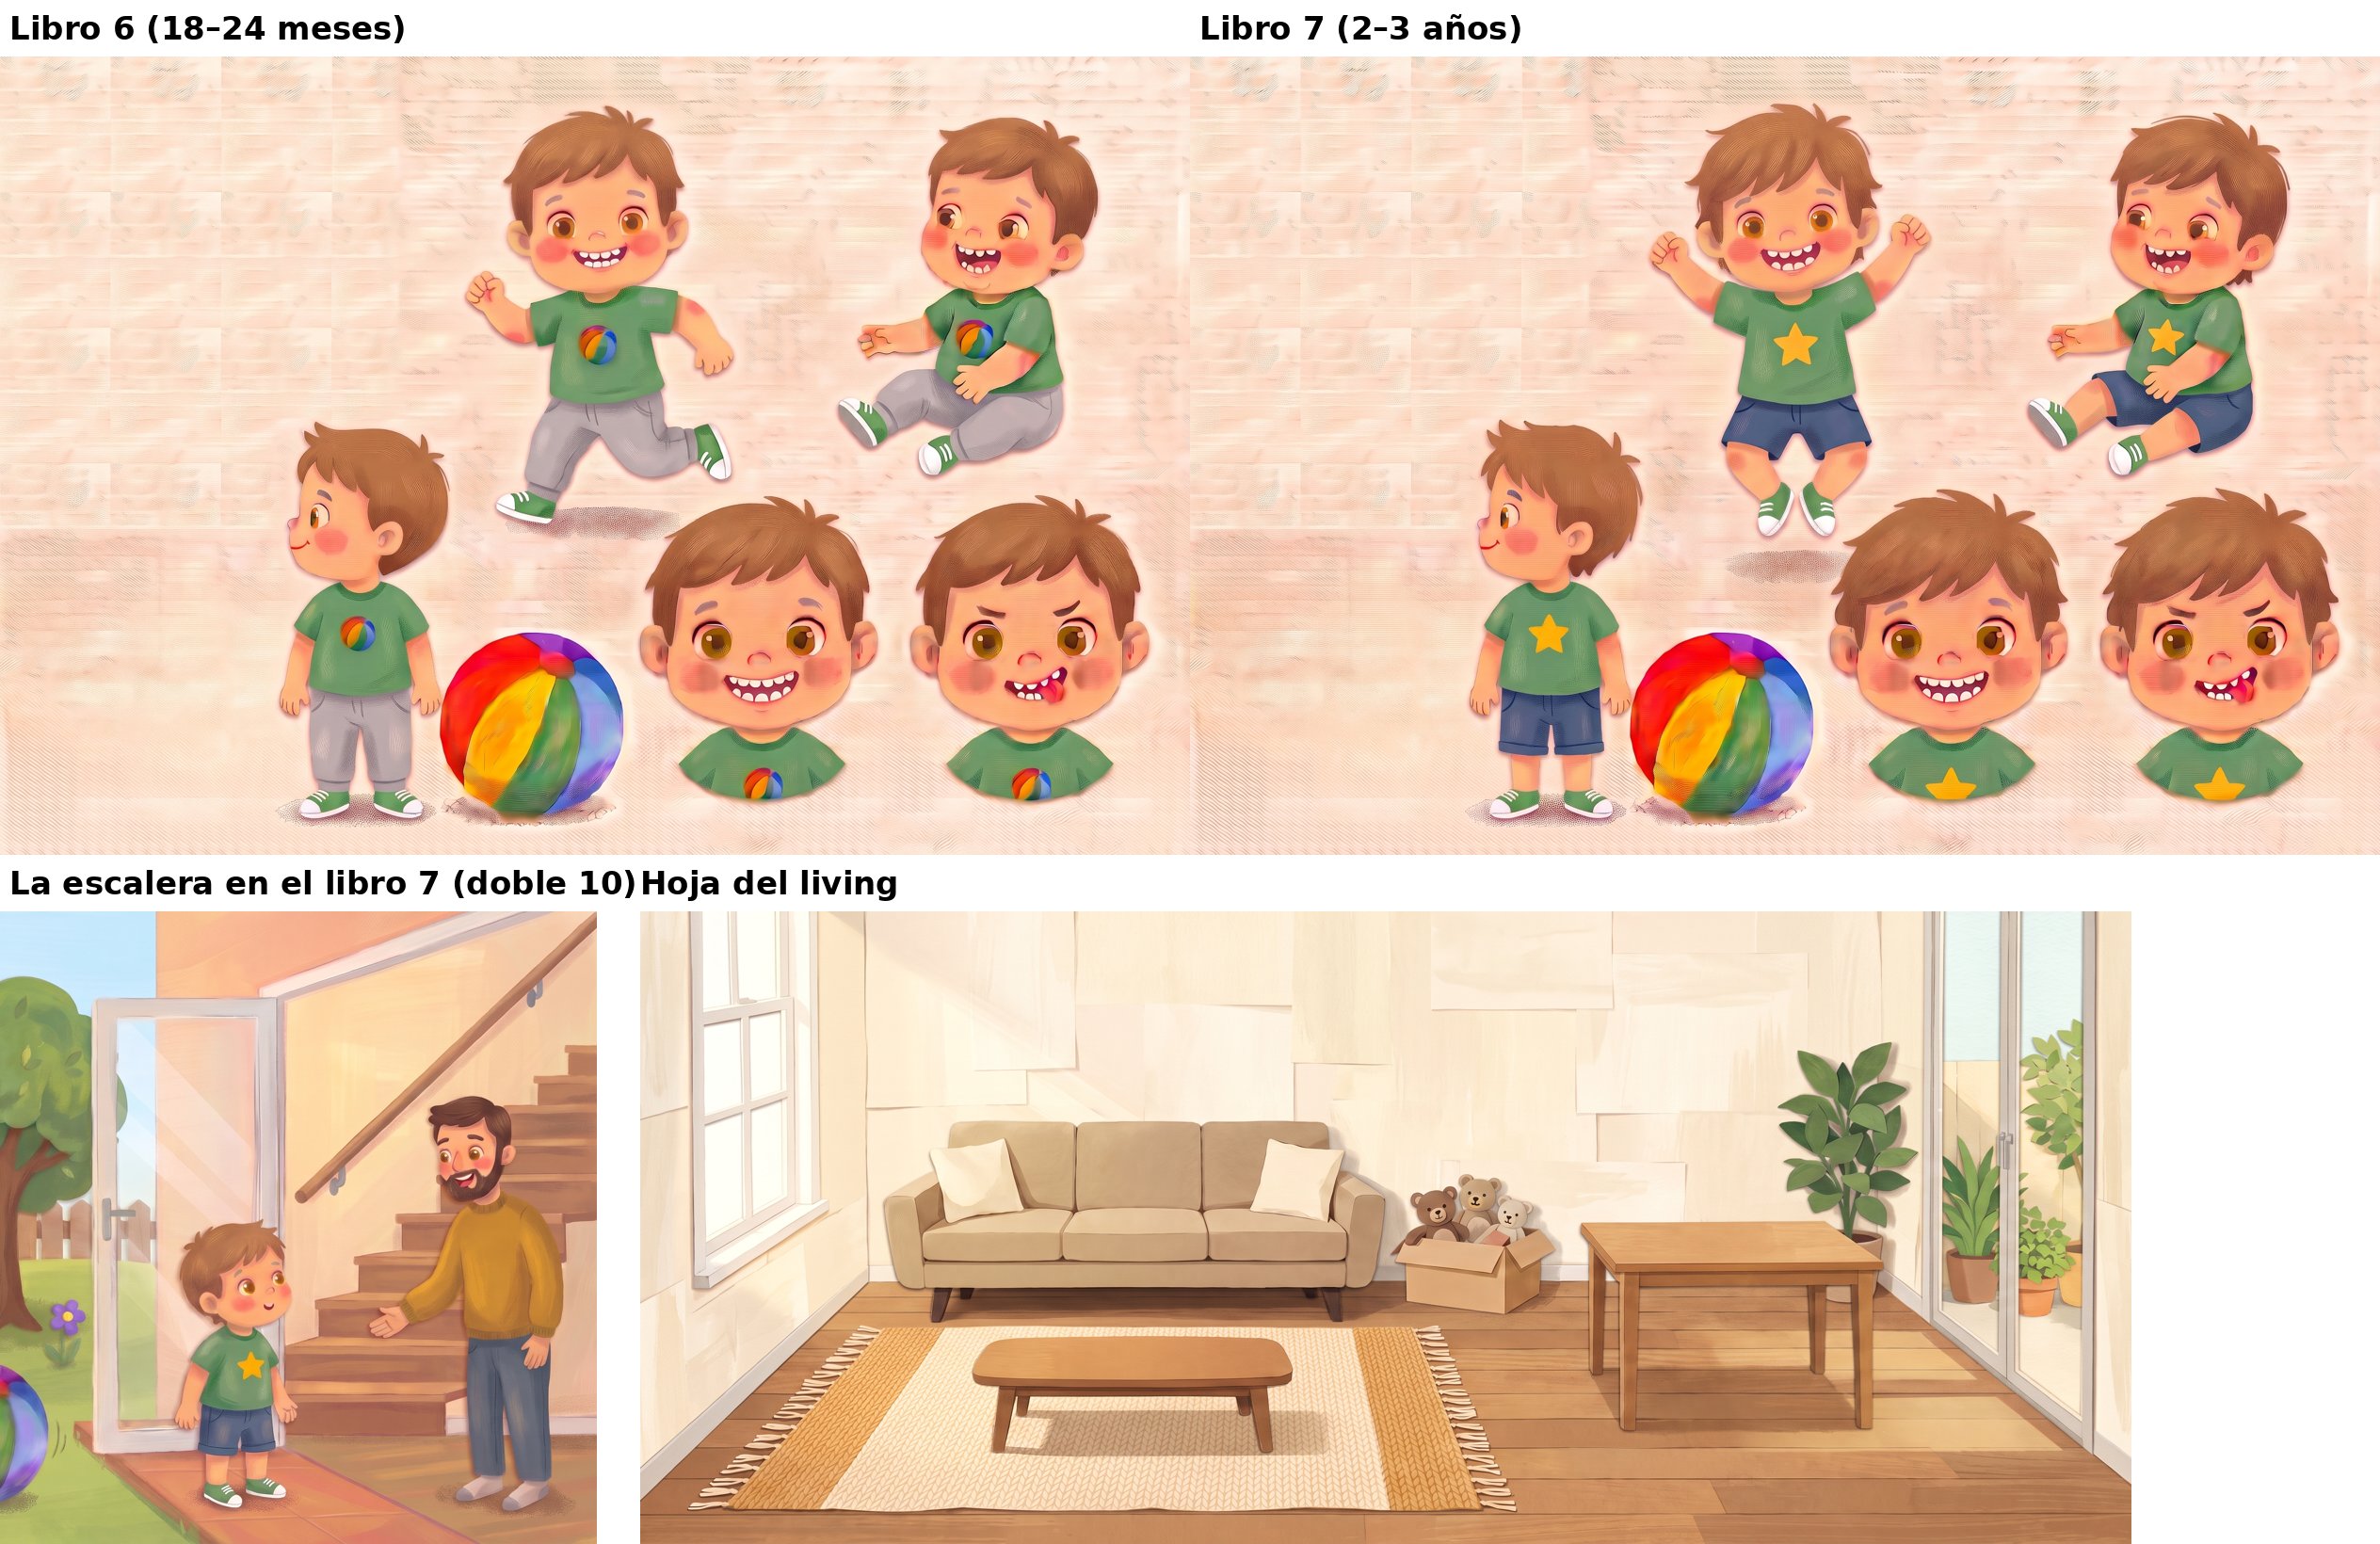 Libro 6 (18–24 meses)
Libro 7 (2–3 años)
La escalera en el libro 7 (doble 10)
Hoja del living